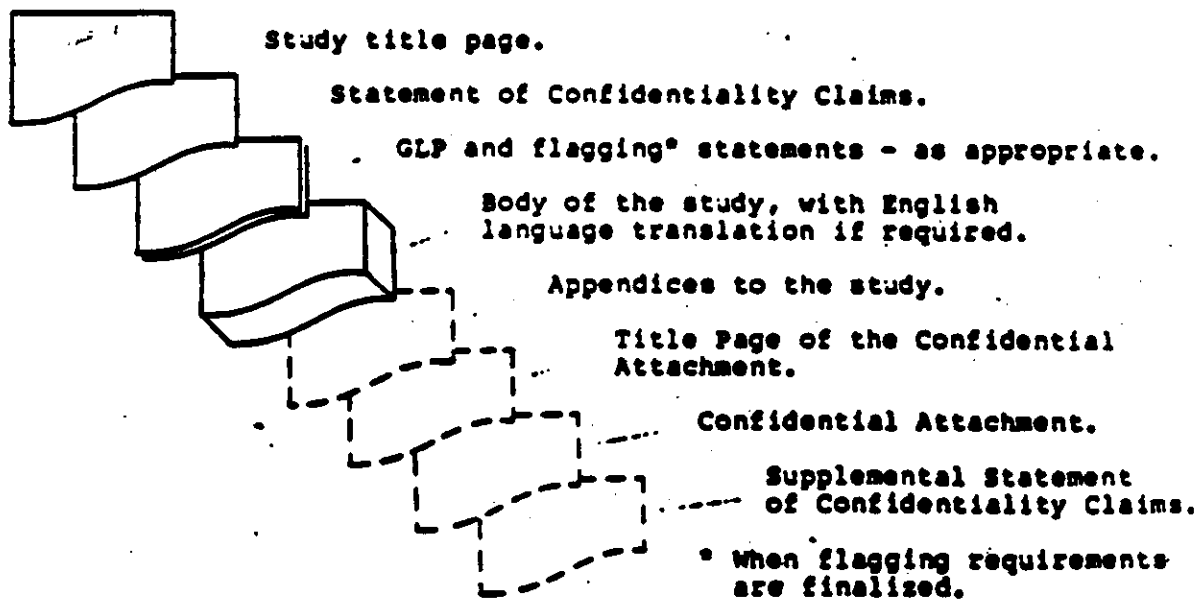 Study title page.
Statement of Confidentiality Claims.
GLP and flagging* statements - as appropriate.
Body of the study, with English
language translation if required.
Appendices to the study.
Title Page of the Confidential
Attachment.
Confidential Attachment.
Supplemental Statement
of Confidentiality Claims.
* When flagging requirements
are finalized.